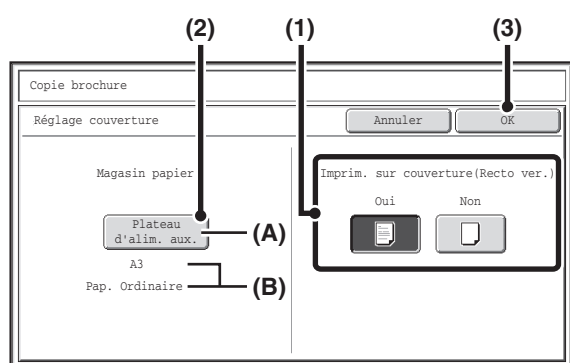 (2) (1) (3)
Copie brochure
Réglage couverture
Annuler
OK
Magasin papier
Imprim. sur couverture(Recto ver.)
Oui
Non
Plateau
d'alim. aux.
(A)
A3
Pap. Ordinaire
(B)